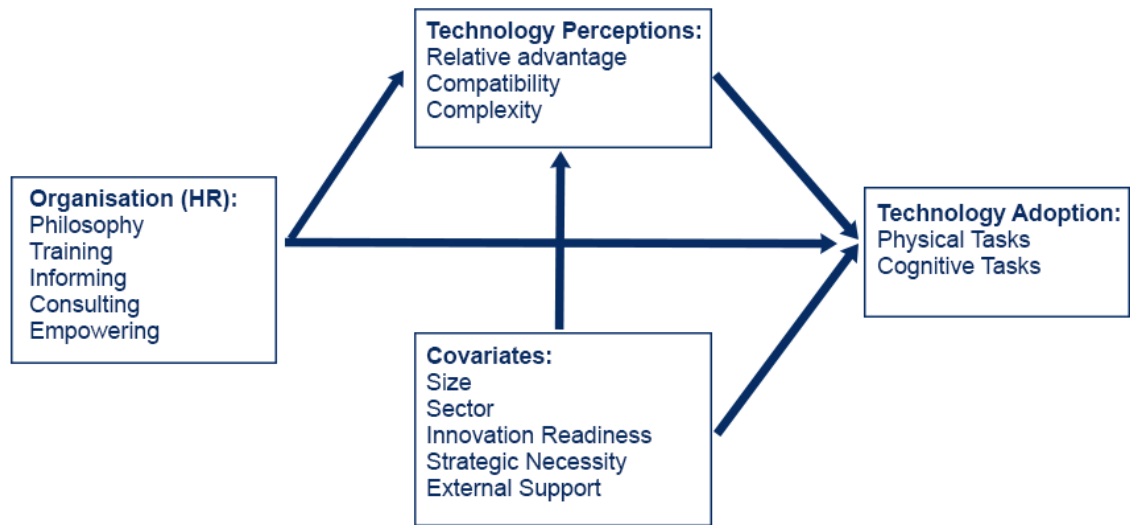 Technology Perceptions:
Relative advantage
Compatibility
Complexity
Organisation (HR):
Philosophy
Training
Informing
Consulting
Empowering
Technology Adoption:
Physical Tasks
Cognitive Tasks
Covariates:
Size
Sector
Innovation Readiness
Strategic Necessity
External Support